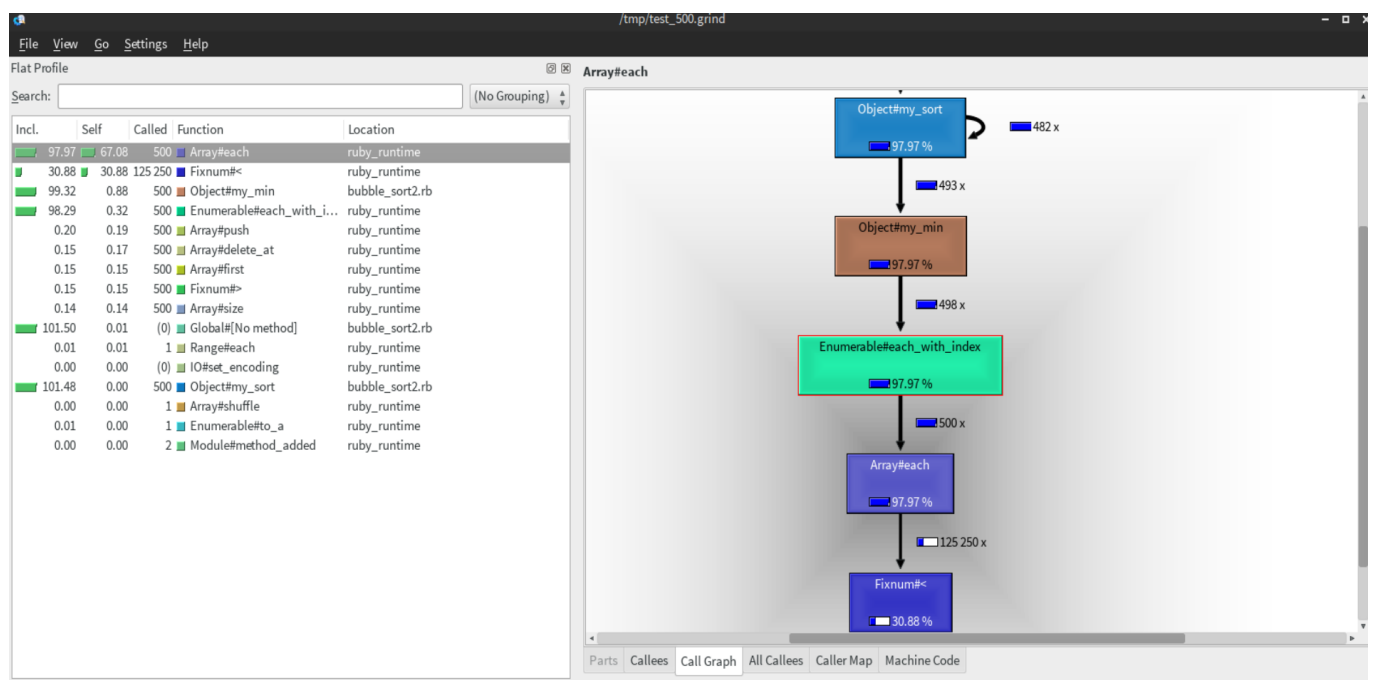 /tmp/test_500.grind
File View Go Settings Help
Flat Profile
Search: (No Grouping)
Incl. Self Called Function Location
97.97 67.08 500 Array#each ruby_runtime
30.88 30.88 125 250 Fixnum#< ruby_runtime
99.32 0.88 500 Object#my_min bubble_sort2.rb
98.29 0.32 500 Enumerable#each_with_i... ruby_runtime
0.20 0.19 500 Array#push ruby_runtime
0.15 0.17 500 Array#delete_at ruby_runtime
0.15 0.15 500 Array#first ruby_runtime
0.15 0.15 500 Fixnum#> ruby_runtime
0.14 0.14 500 Array#size ruby_runtime
101.50 0.01 (0) Global#[No method] bubble_sort2.rb
0.01 0.01 1 Range#each ruby_runtime
0.00 0.00 (0) IO#set_encoding ruby_runtime
101.48 0.00 500 Object#my_sort bubble_sort2.rb
0.00 0.00 1 Array#shuffle ruby_runtime
0.01 0.00 1 Enumerable#to_a ruby_runtime
0.00 0.00 2 Module#method_added ruby_runtime
Array#each
Object#my_sort
97.97 %
482 x
493 x
Object#my_min
97.97 %
498 x
Enumerable#each_with_index
97.97 %
500 x
Array#each
97.97 %
125 250 x
Fixnum#<
30.88 %
Parts Callees Call Graph All Callees Caller Map Machine Code